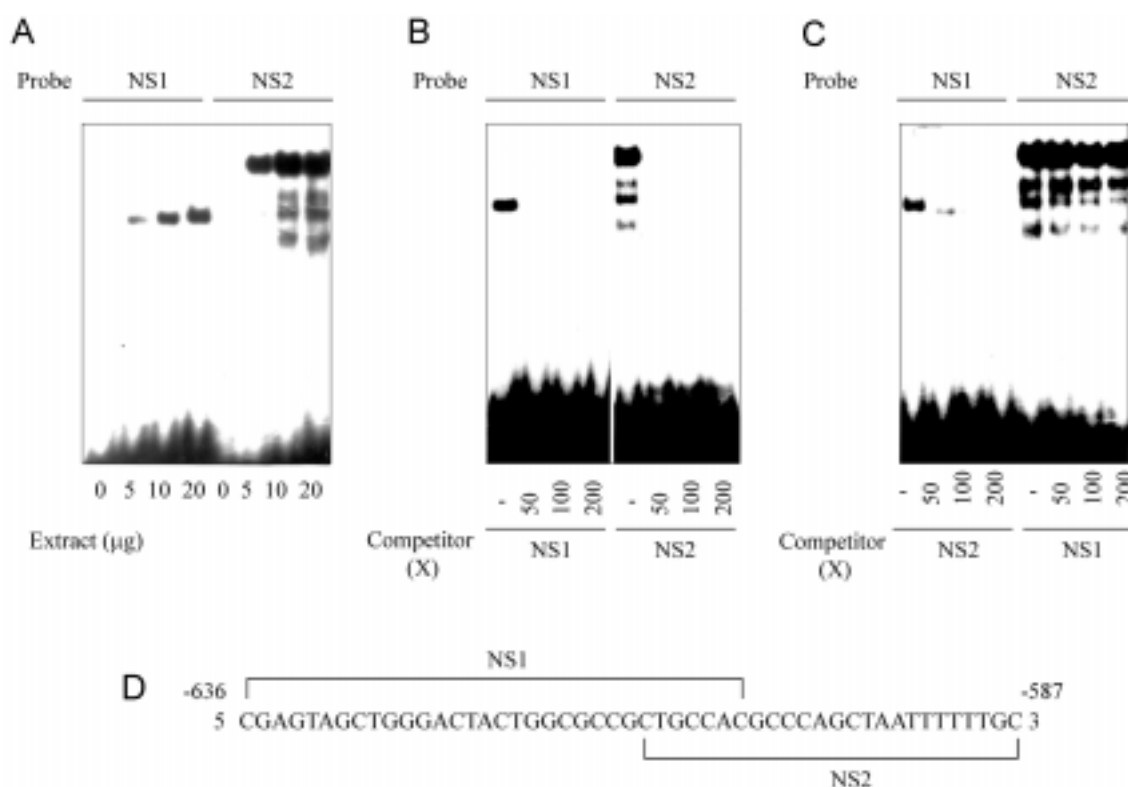 A
B
C
Probe NS1 NS2
Probe NS1 NS2
Probe NS1 NS2
0 5 10 20 0 5 10 20
Extract (µg)
- 50 100 200 - 50 100 200
Competitor (X) NS1 NS2
- 50 100 200 - 50 100 200
Competitor (X) NS2 NS1
D
NS1
-636 -587
5 CGAGTAGCTGGGACTACTGGCGCCGCTGCCACGCCCAGCTAATTTTTTGC 3
NS2